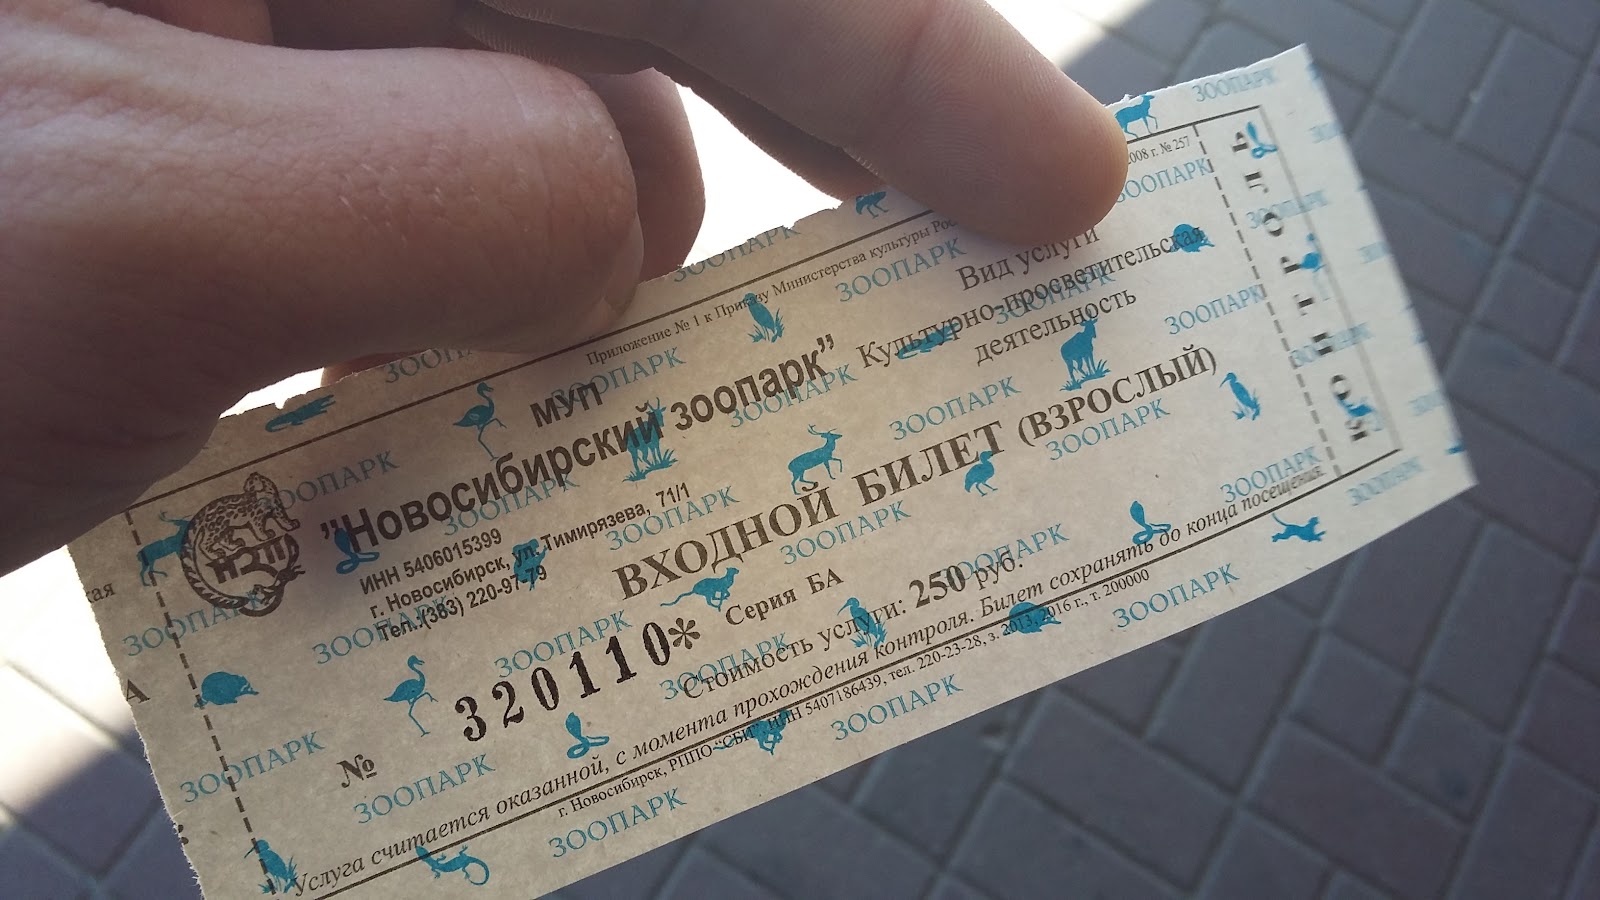 Приложение № 1 к Приказу Министерства культуры Рос
2008 г. № 257
МУП
"Новосибирский зоопарк"
ИНН 5406015399
г. Новосибирск, ул. Тимирязева, 71/1
Тел.:(383) 220-97-79
Вид услуги
Культурно-просветительская
деятельность
ВХОДНОЙ БИЛЕТ (ВЗРОСЛЫЙ)
№ 320110* Серия БА
Стоимость услуги: 250 руб.
Услуга считается оказанной, с момента прохождения контроля. Билет сохранять до конца посещения.
г. Новосибирск, РППО "СБИ", ИНН 5407186439, тел. 220-23-28, з. 2013, 2016 г., т. 200000
КОНТРОЛЬ
ЗООПАРК